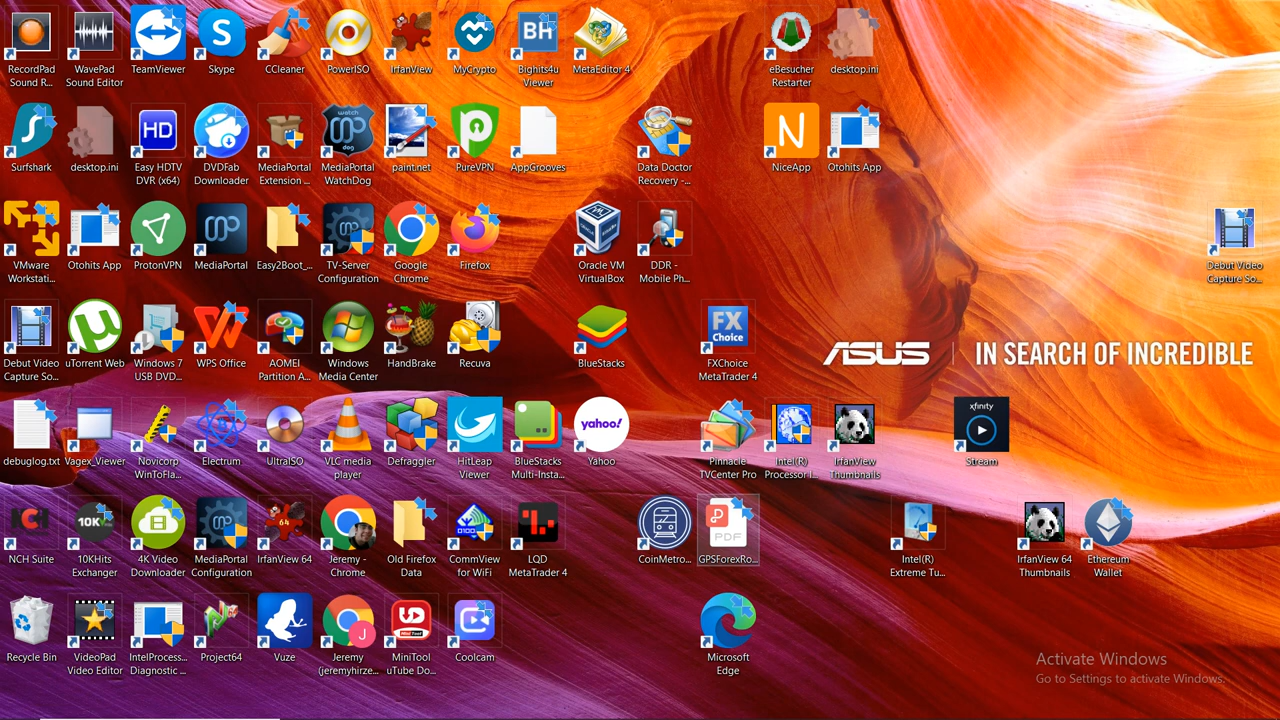 RecordPad
Sound R...
WavePad
Sound Editor
TeamViewer
S
Skype
CCleaner
PowerISO
IrfanView
MyCrypto
BH
Bighits4u
Viewer
MetaEditor 4
eBesucher
Restarter
desktop.ini
Surfshark
desktop.ini
HD
Easy HDTV
DVR (x64)
DVDFab
Downloader
MediaPortal
Extension ...
watch
dog
MediaPortal
WatchDog
paint.net
PureVPN
AppGrooves
Data Doctor
Recovery -...
N
NiceApp
Otohits App
VMware
Workstati...
Otohits App
ProtonVPN
MediaPortal
Easy2Boot_...
TV-Server
Configuration
Google
Chrome
Firefox
Oracle VM
VirtualBox
DDR -
Mobile Ph...
Debut Video
Capture So...
Debut Video
Capture So...
uTorrent Web
Windows 7
USB DVD...
WPS Office
AOMEI
Partition A...
Windows
Media Center
HandBrake
Recuva
BlueStacks
FX
Choice
FXChoice
MetaTrader 4
ASUS
IN SEARCH OF INCREDIBLE
debuglog.txt
Vagex_Viewer
Novicorp
WinToFla...
Electrum
UltraISO
VLC media
player
Defraggler
HitLeap
Viewer
BlueStacks
Multi-Insta...
yahoo!
Yahoo
Pinnacle
TVCenter Pro
Intel(R)
Processor I...
IrfanView
Thumbnails
xfinity
Stream
NCH
NCH Suite
10KH
10KHits
Exchanger
4K Video
Downloader
MediaPortal
Configuration
64
IrfanView 64
Jeremy -
Chrome
Old Firefox
Data
CommView
for WiFi
LQD
MetaTrader 4
CoinMetro...
PDF
GPSForexRo...
Intel(R)
Extreme Tu...
IrfanView 64
Thumbnails
Ethereum
Wallet
Recycle Bin
VideoPad
Video Editor
IntelProcess...
Diagnostic ...
Project64
Vuze
J
Jeremy
(jeremyhirze...
MiniTool
MiniTool
uTube Do...
Coolcam
Microsoft
Edge
Activate Windows
Go to Settings to activate Windows.